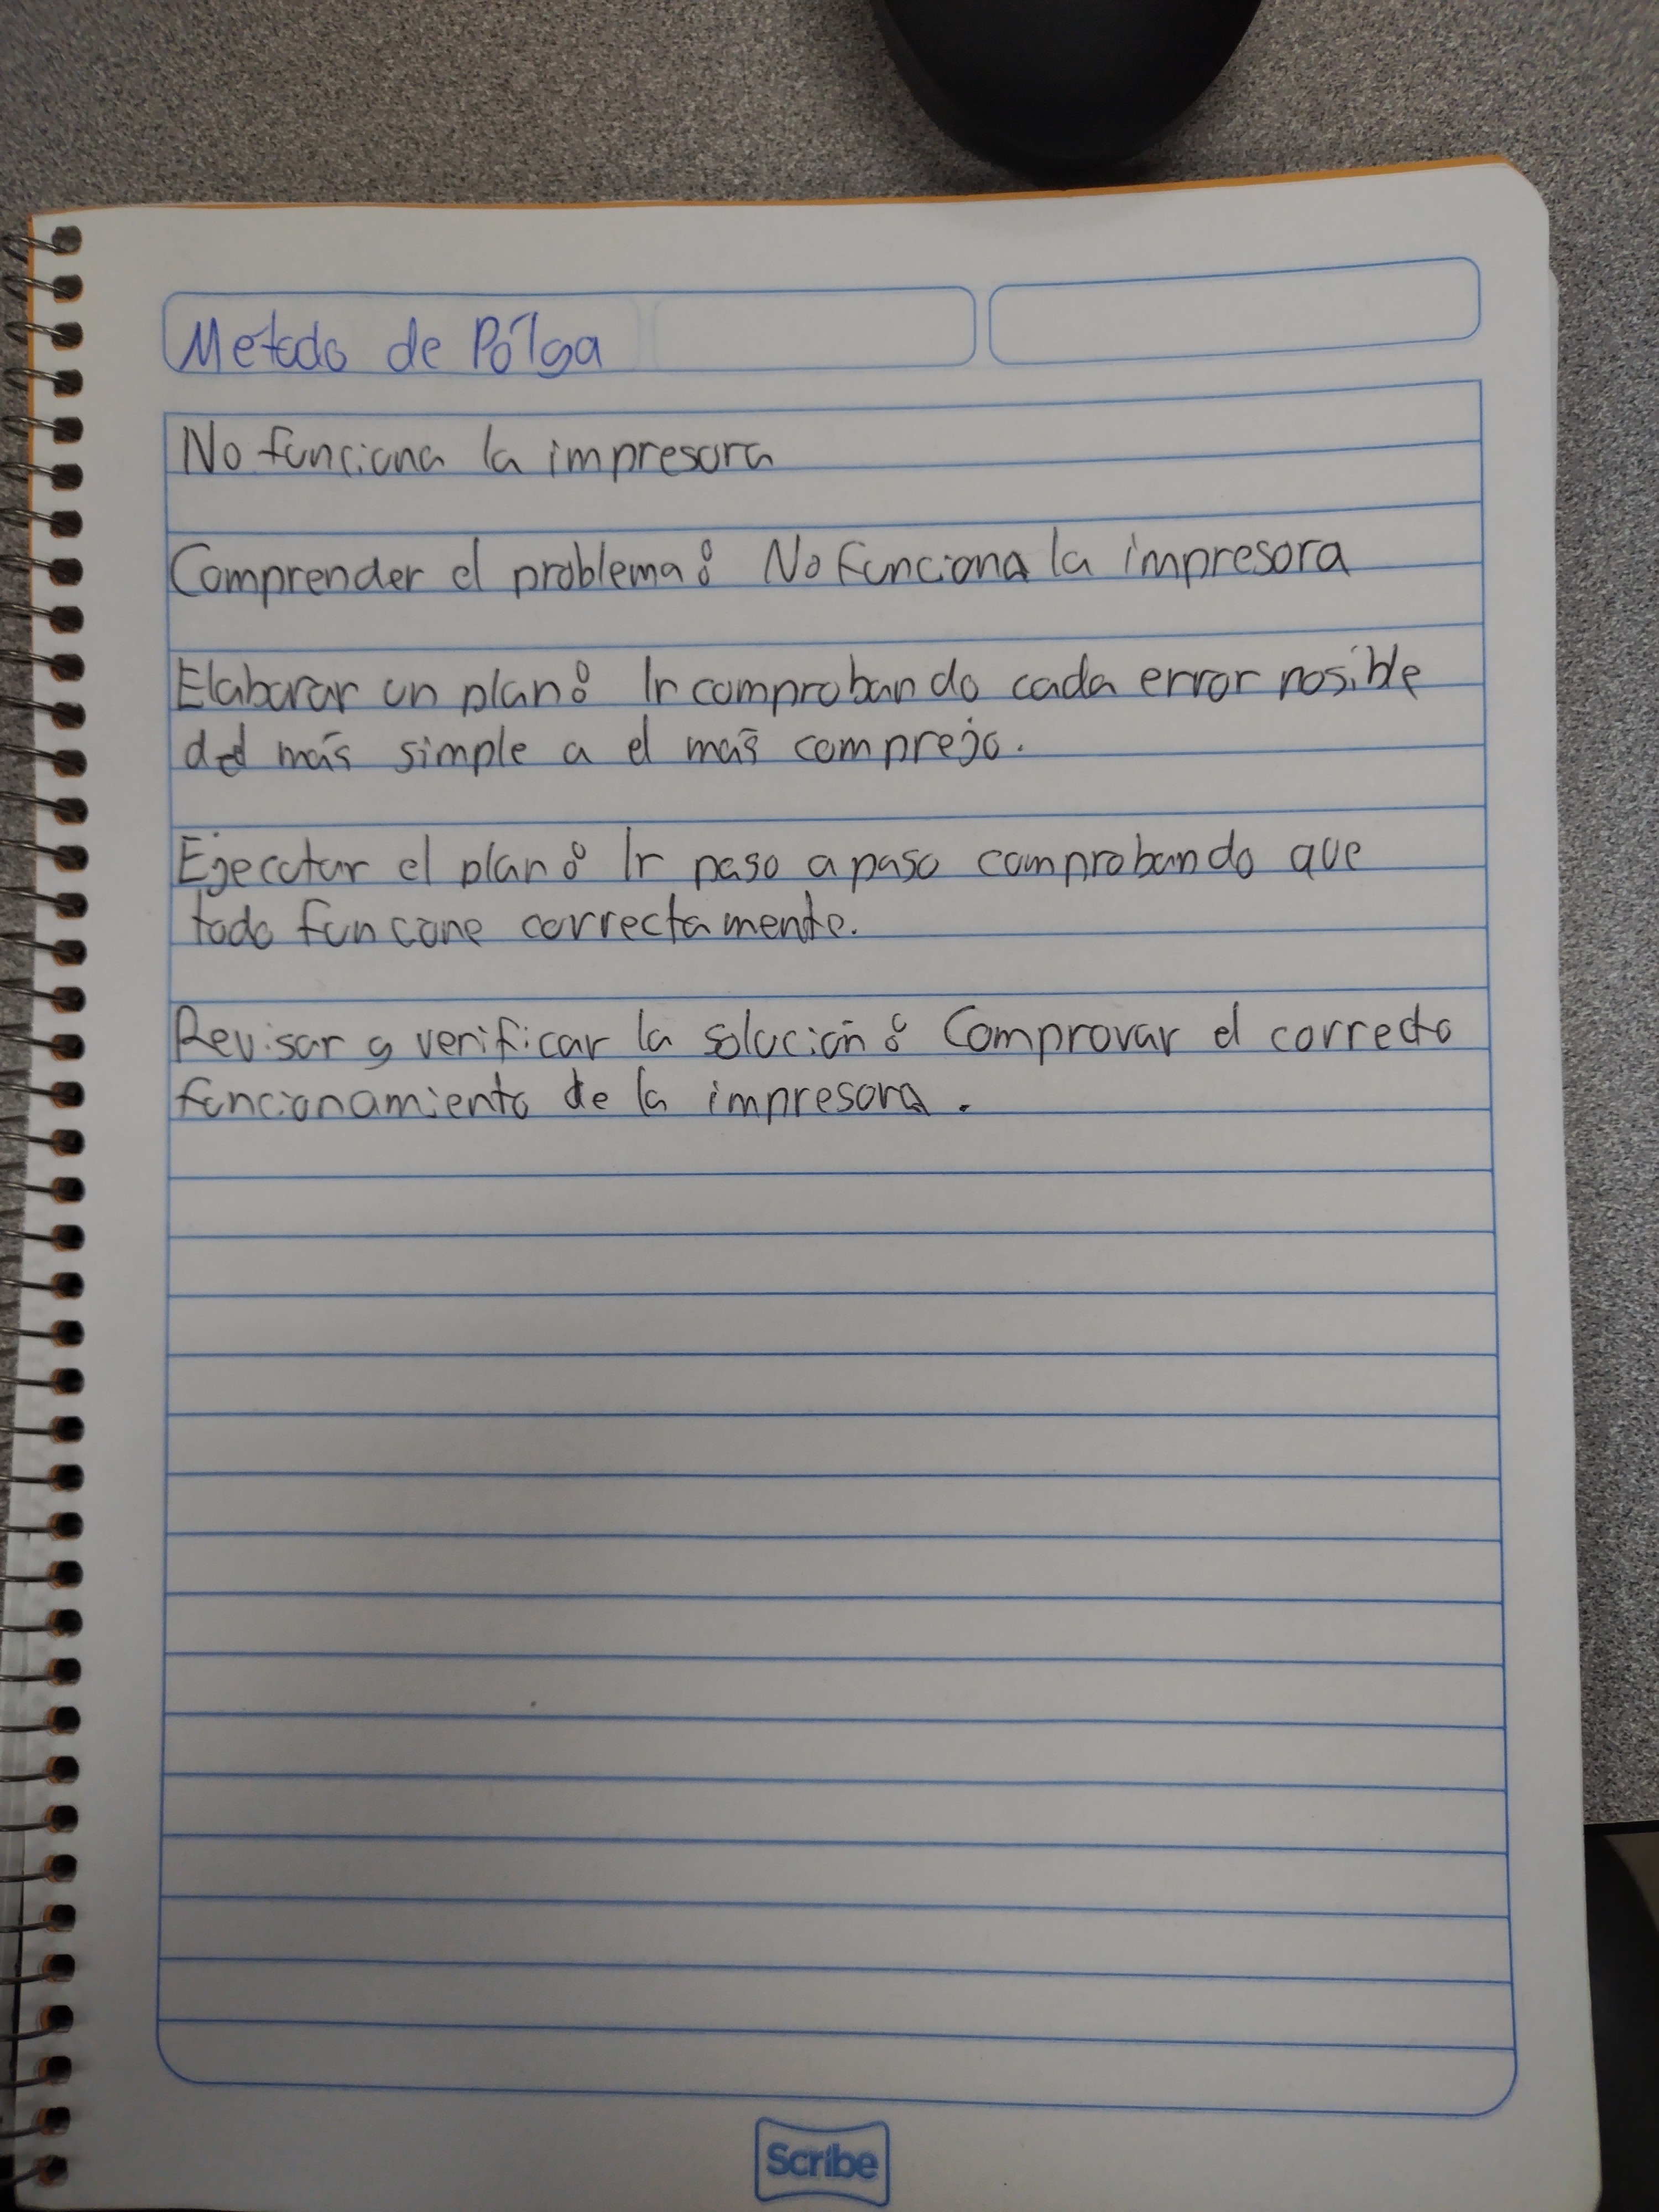 Metodo de Pólya
No funciona la impresora
Comprender el problema: No funciona la impresora
Elaborar un plan: Ir comprobando cada error posible
del más simple a el más comprejo.
Ejecutar el plan: Ir paso a paso comprobando que
todo funcone correctamente.
Revisar y verificar la solución: Comprovar el correcto
funcionamiento de la impresora.
Scribe